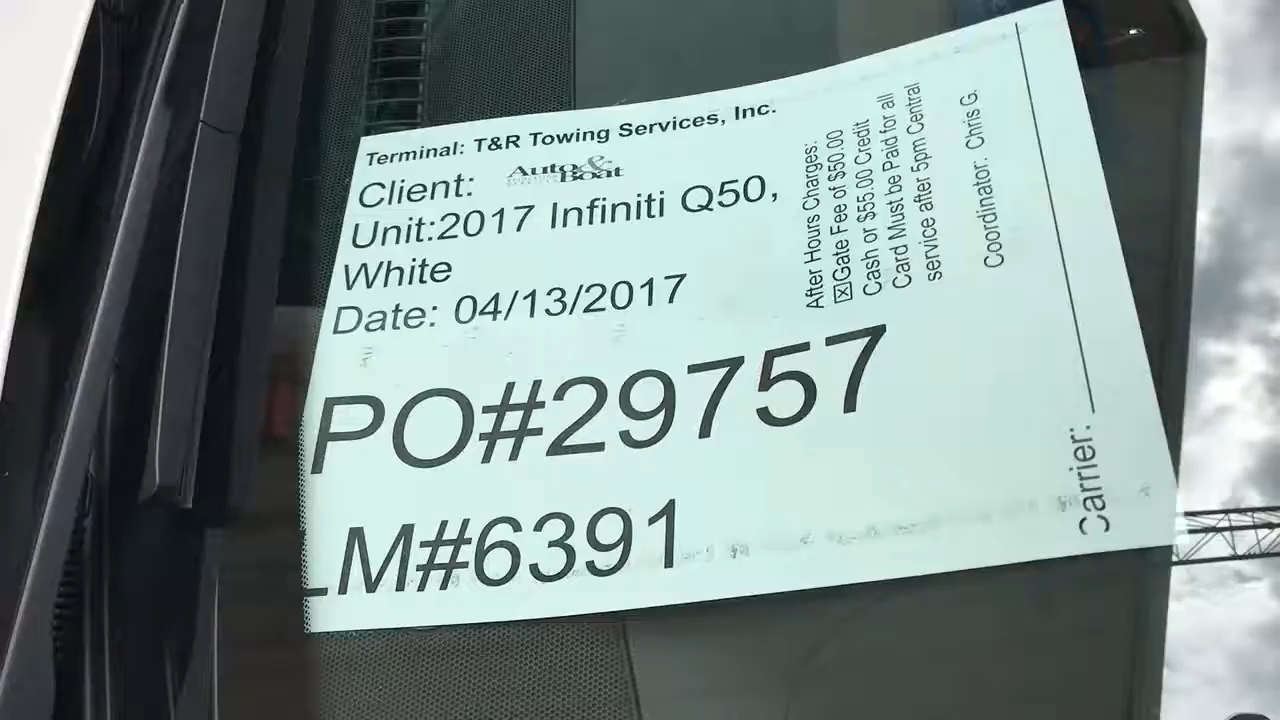 Terminal: T&R Towing Services, Inc.
Client: Auto & Boat
Unit:2017 Infiniti Q50,
White
Date: 04/13/2017
PO#29757
LM#6391
After Hours Charges:
☒Gate Fee of $50.00
Cash or $55.00 Credit
Card Must be Paid for all
service after 5pm Central
Coordinator: Chris G.
Carrier: